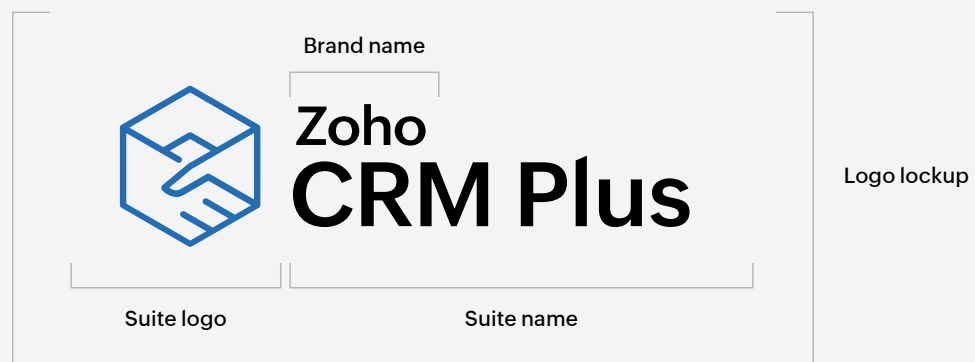 Brand name
Zoho
CRM Plus
Logo lockup
Suite logo
Suite name